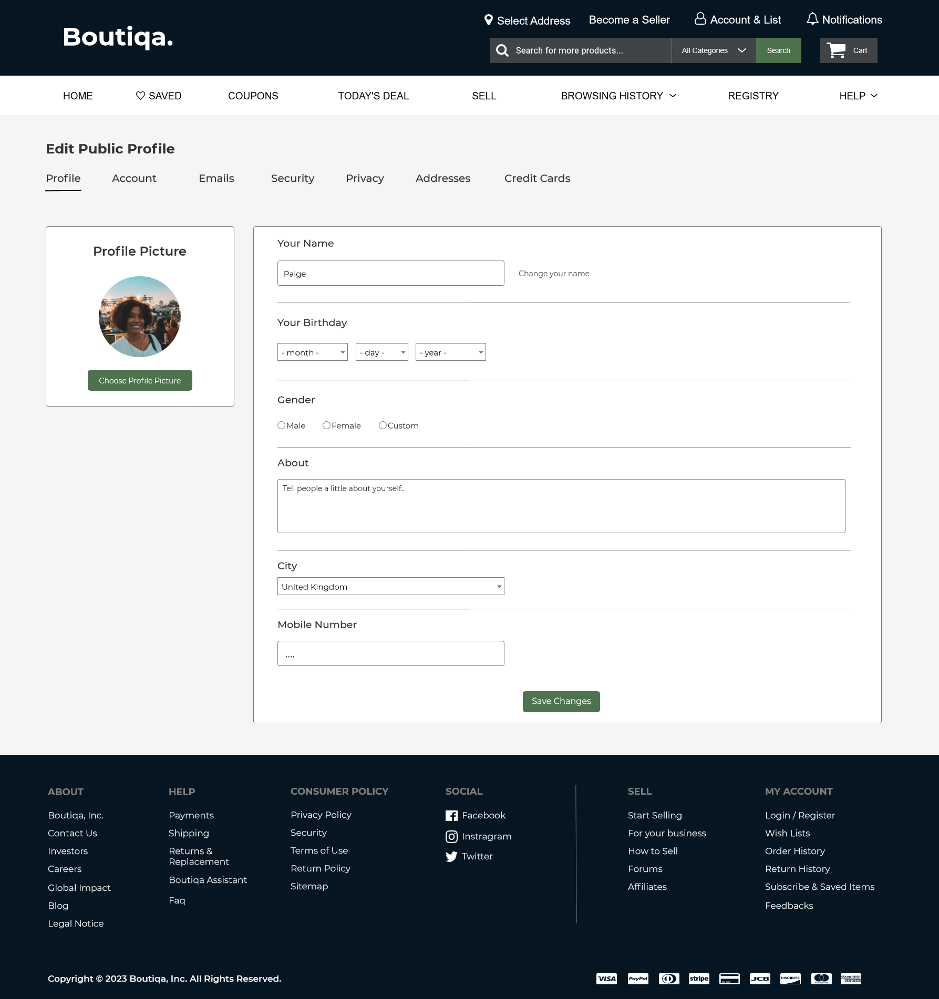 Boutiqa.
Select Address
Become a Seller
Account & List
Notifications
Search for more products...
All Categories
Search
Cart
HOME
SAVED
COUPONS
TODAY'S DEAL
SELL
BROWSING HISTORY
REGISTRY
HELP
Edit Public Profile
Profile
Account
Emails
Security
Privacy
Addresses
Credit Cards
Profile Picture
Choose Profile Picture
Your Name
Paige
Change your name
Your Birthday
- month -
- day -
- year -
Gender
Male
Female
Custom
About
Tell people a little about yourself..
City
United Kingdom
Mobile Number
....
Save Changes
ABOUT
Boutiqa, Inc.
Contact Us
Investors
Careers
Global Impact
Blog
Legal Notice
HELP
Payments
Shipping
Returns &
Replacement
Boutiqa Assistant
Faq
CONSUMER POLICY
Privacy Policy
Security
Terms of Use
Return Policy
Sitemap
SOCIAL
Facebook
Instragram
Twitter
SELL
Start Selling
For your business
How to Sell
Forums
Affiliates
MY ACCOUNT
Login / Register
Wish Lists
Order History
Return History
Subscribe & Saved Items
Feedbacks
Copyright © 2023 Boutiqa, Inc. All Rights Reserved.
VISA
PayPal
stripe
JCB
DISCOVER
mastercard
AMERICAN
EXPRESS